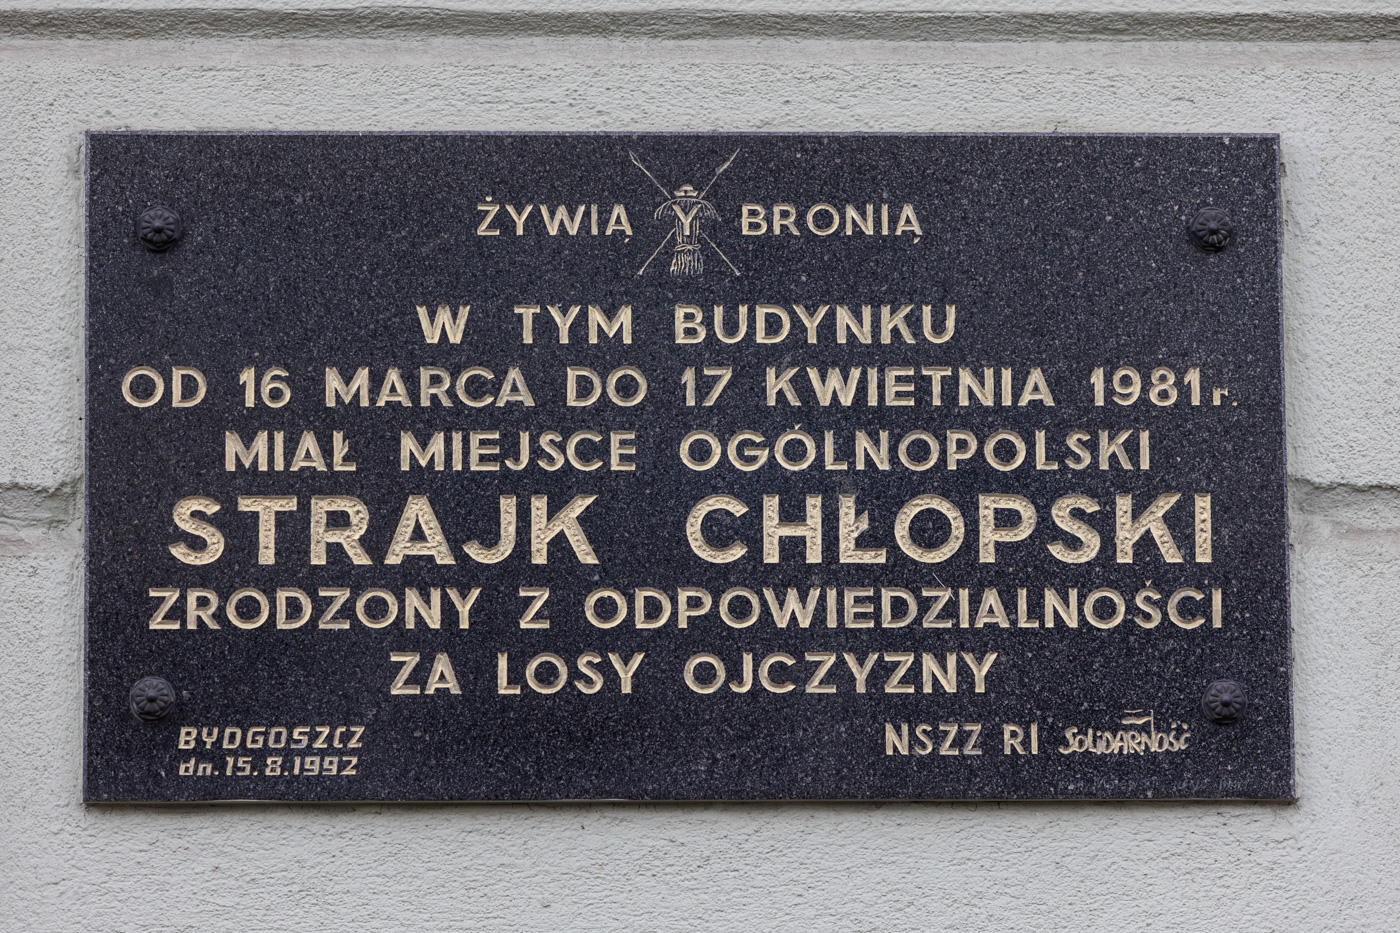 ŻYWIĄ Y BRONIĄ
W TYM BUDYNKU
OD 16 MARCA DO 17 KWIETNIA 1981 r.
MIAŁ MIEJSCE OGÓLNOPOLSKI
STRAJK CHŁOPSKI
ZRODZONY Z ODPOWIEDZIALNOŚCI
ZA LOSY OJCZYZNY
BYDGOSZCZ
dn. 15.8.1992
NSZZ RI SOLiDARNOŚĆ